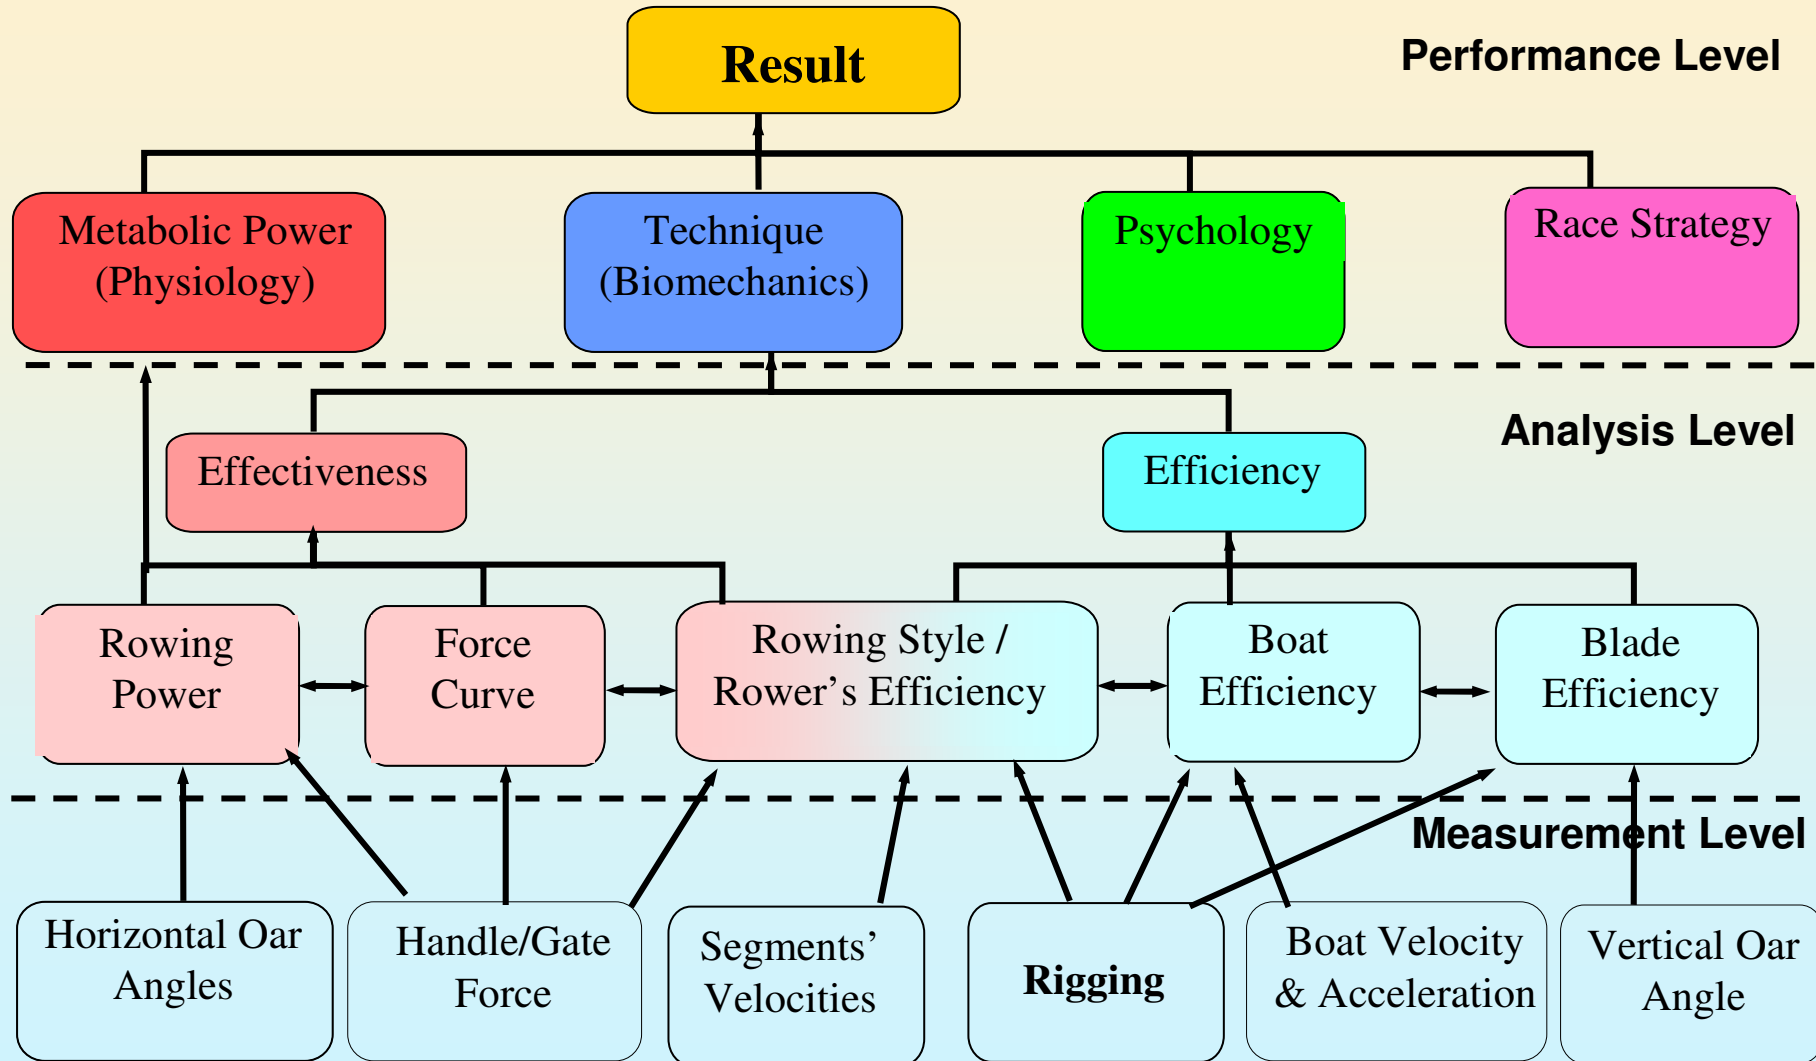 Result
Performance Level
Metabolic Power
(Physiology)
Technique
(Biomechanics)
Psychology
Race Strategy
Analysis Level
Effectiveness
Efficiency
Rowing
Power
Force
Curve
Rowing Style /
Rower’s Efficiency
Boat
Efficiency
Blade
Efficiency
Measurement Level
Horizontal Oar
Angles
Handle/Gate
Force
Segments’
Velocities
Rigging
Boat Velocity
& Acceleration
Vertical Oar
Angle